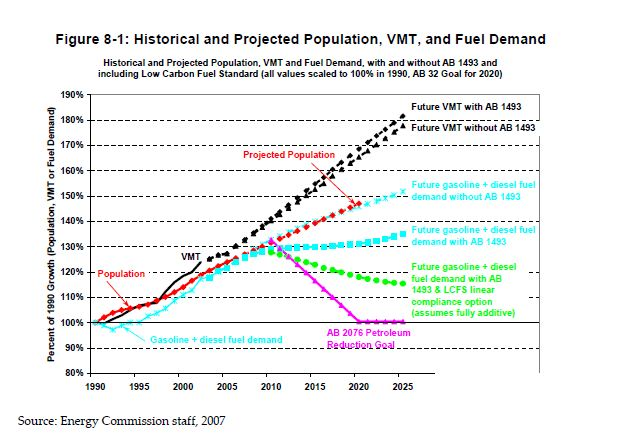 Figure 8-1: Historical and Projected Population, VMT, and Fuel Demand
Historical and Projected Population, VMT and Fuel Demand, with and without AB 1493 and
including Low Carbon Fuel Standard (all values scaled to 100% in 1990, AB 32 Goal for 2020)
Percent of 1990 Growth (Population, VMT or Fuel Demand)
190%
180%
170%
160%
150%
140%
130%
120%
110%
100%
90%
80%
Future VMT with AB 1493
Future VMT without AB 1493
Projected Population
Future gasoline + diesel fuel
demand without AB 1493
Future gasoline + diesel fuel
demand with AB 1493
VMT
Population
Future gasoline + diesel
fuel demand with AB
1493 & LCFS linear
compliance option
(assumes fully additive)
AB 2076 Petroleum
Reduction Goal
Gasoline + diesel fuel demand
1990 1995 2000 2005 2010 2015 2020 2025
Source: Energy Commission staff, 2007